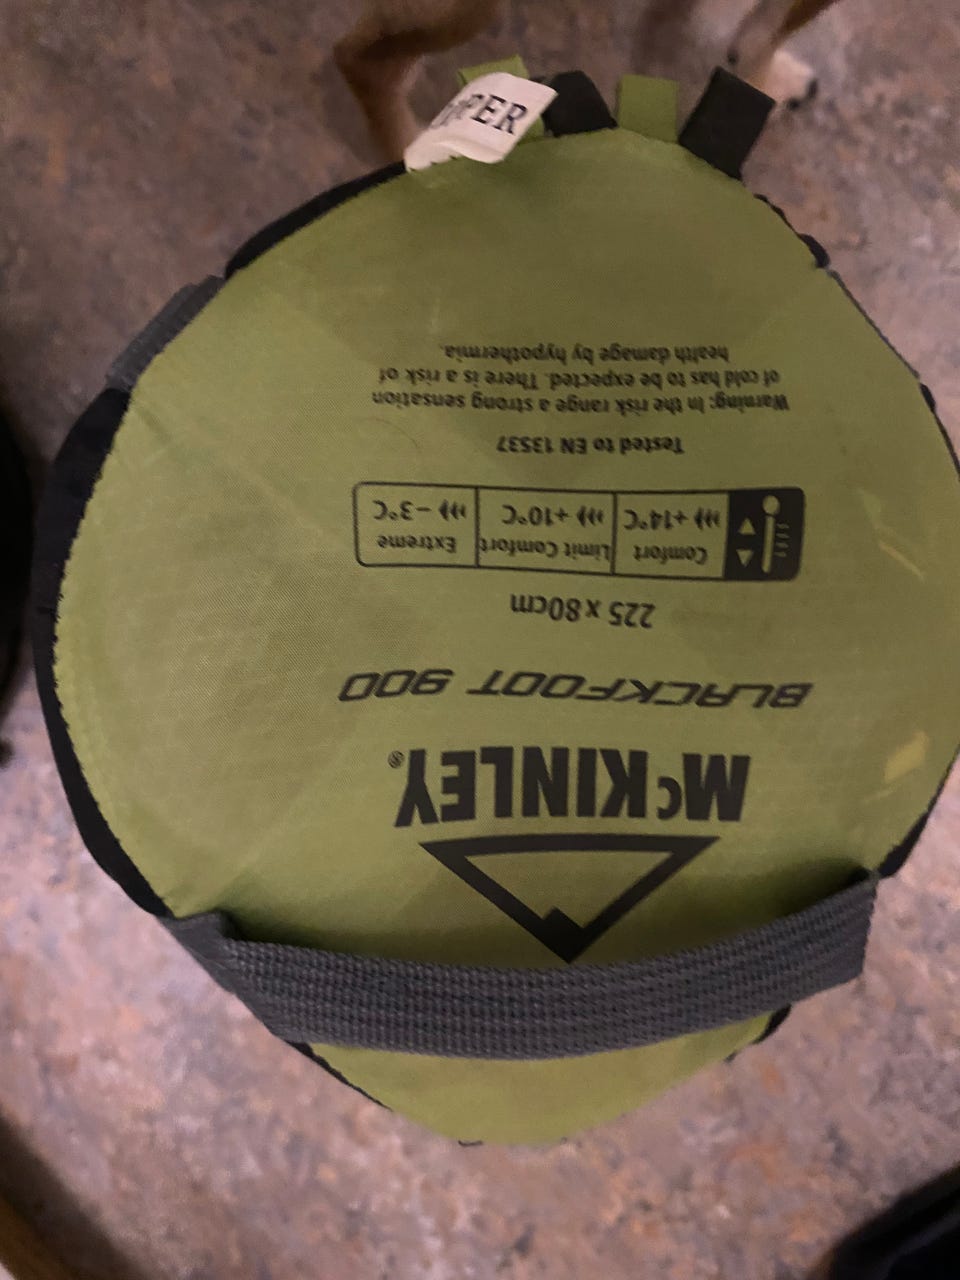 McKINLEY®
BLACKFOOT 900
225 x 80cm
Comfort Limit Comfort Extreme
+14°C +10°C -3°C
Tested to EN 13537
Warning: In the risk range a strong sensation
of cold has to be expected. There is a risk of
health damage by hypothermia.